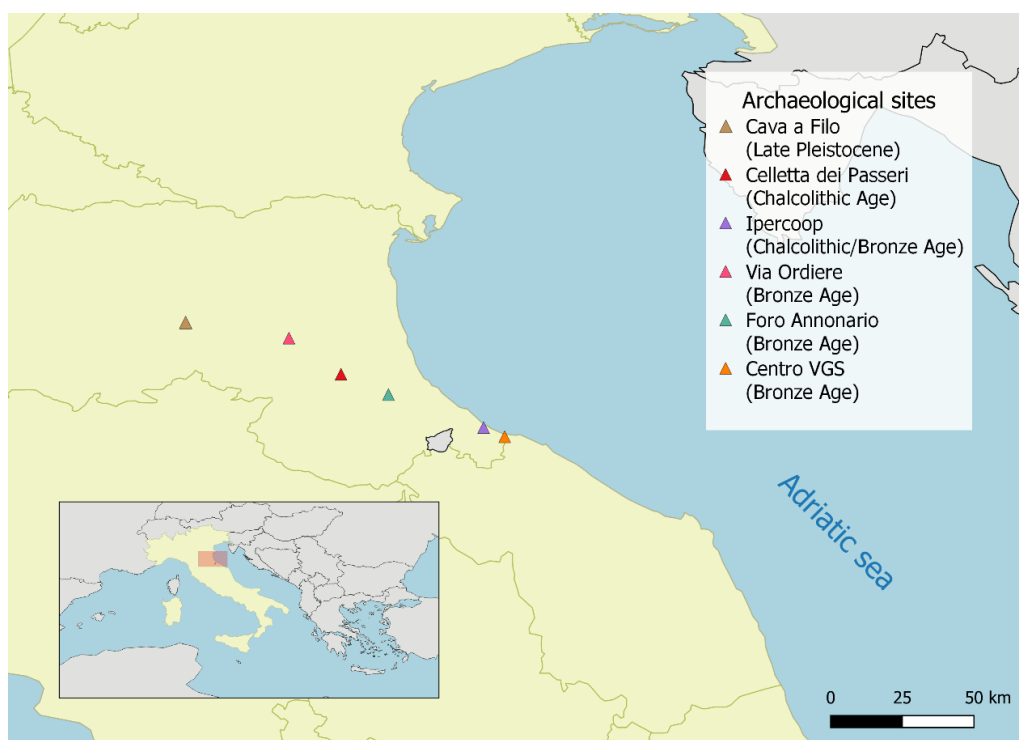 Archaeological sites
Cava a Filo
(Late Pleistocene)
Celletta dei Passeri
(Chalcolithic Age)
Ipercoop
(Chalcolithic/Bronze Age)
Via Ordiere
(Bronze Age)
Foro Annonario
(Bronze Age)
Centro VGS
(Bronze Age)
Adriatic sea
0 25 50 km